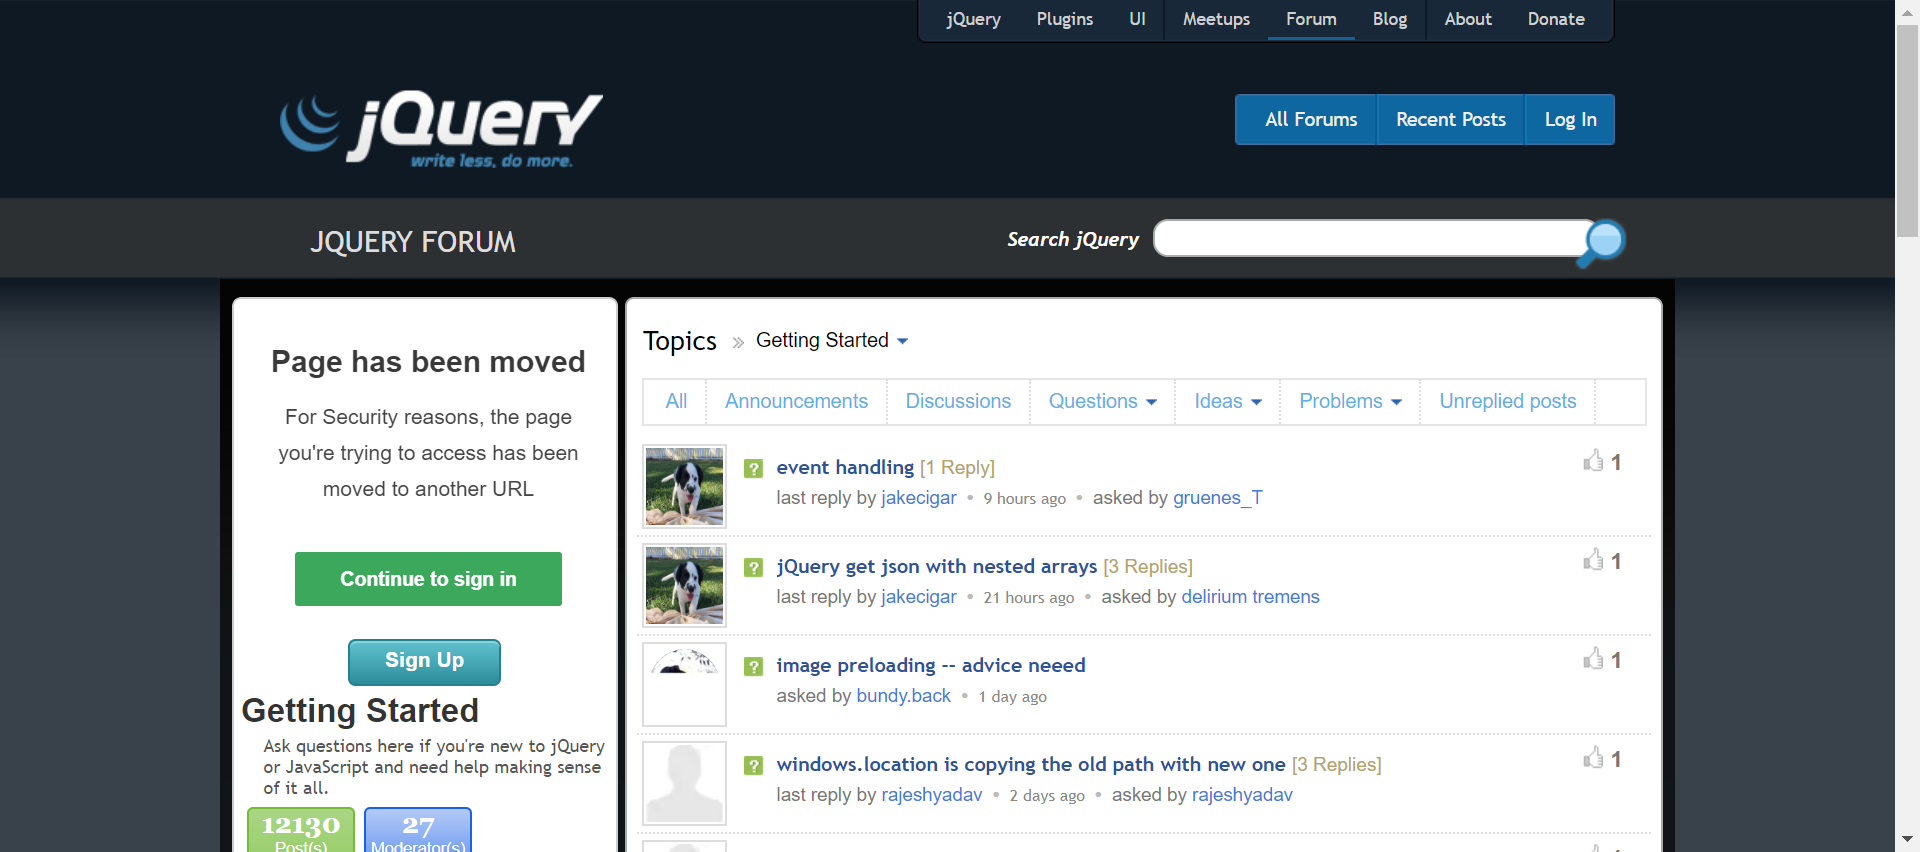 jQuery Plugins UI Meetups Forum Blog About Donate
jQuery
write less, do more.
All Forums Recent Posts Log In
JQUERY FORUM
Search jQuery
Page has been moved
For Security reasons, the page
you're trying to access has been
moved to another URL
Continue to sign in
Sign Up
Getting Started
Ask questions here if you're new to jQuery
or JavaScript and need help making sense
of it all.
12130
Post(s)
27
Moderator(s)
Topics » Getting Started
All Announcements Discussions Questions Ideas Problems Unreplied posts
? event handling [1 Reply] 1
last reply by jakecigar • 9 hours ago • asked by gruenes_T
? jQuery get json with nested arrays [3 Replies] 1
last reply by jakecigar • 21 hours ago • asked by delirium tremens
? image preloading -- advice neeed 1
asked by bundy.back • 1 day ago
? windows.location is copying the old path with new one [3 Replies] 1
last reply by rajeshyadav • 2 days ago • asked by rajeshyadav